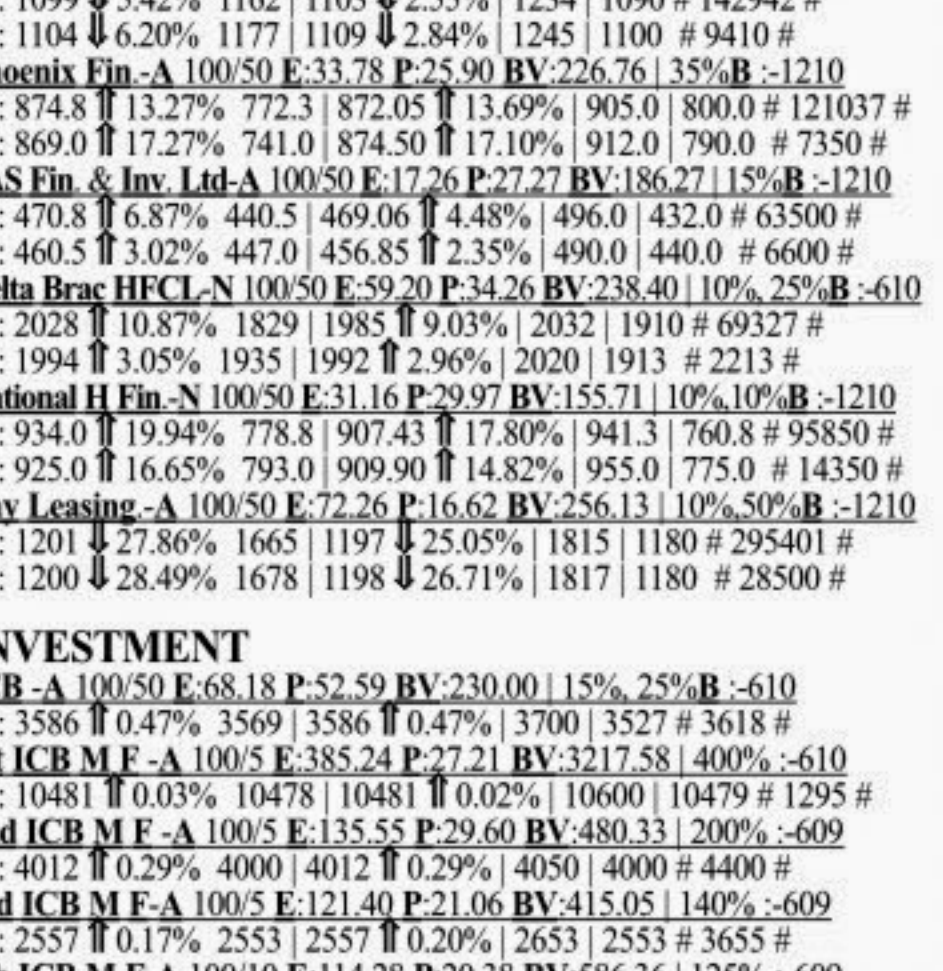 : 1104 ⇓ 6.20% 1177 | 1109 ⇓ 2.84% | 1245 | 1100 # 9410 #
oenix Fin.-A 100/50 E:33.78 P:25.90 BV:226.76 | 35%B :-1210
: 874.8 ⇑ 13.27% 772.3 | 872.05 ⇑ 13.69% | 905.0 | 800.0 # 121037 #
: 869.0 ⇑ 17.27% 741.0 | 874.50 ⇑ 17.10% | 912.0 | 790.0 # 7350 #
AS Fin. & Inv. Ltd-A 100/50 E:17.26 P:27.27 BV:186.27 | 15%B :-1210
: 470.8 ⇑ 6.87% 440.5 | 469.06 ⇑ 4.48% | 496.0 | 432.0 # 63500 #
: 460.5 ⇑ 3.02% 447.0 | 456.85 ⇑ 2.35% | 490.0 | 440.0 # 6600 #
lta Brac HFCL-N 100/50 E:59.20 P:34.26 BV:238.40 | 10%, 25%B :-610
: 2028 ⇑ 10.87% 1829 | 1985 ⇑ 9.03% | 2032 | 1910 # 69327 #
: 1994 ⇑ 3.05% 1935 | 1992 ⇑ 2.96% | 2020 | 1913 # 2213 #
tional H Fin.-N 100/50 E:31.16 P:29.97 BV:155.71 | 10%,10%B :-1210
: 934.0 ⇑ 19.94% 778.8 | 907.43 ⇑ 17.80% | 941.3 | 760.8 # 95850 #
: 925.0 ⇑ 16.65% 793.0 | 909.90 ⇑ 14.82% | 955.0 | 775.0 # 14350 #
y Leasing.-A 100/50 E:72.26 P:16.62 BV:256.13 | 10%,50%B :-1210
: 1201 ⇓ 27.86% 1665 | 1197 ⇓ 25.05% | 1815 | 1180 # 295401 #
: 1200 ⇓ 28.49% 1678 | 1198 ⇓ 26.71% | 1817 | 1180 # 28500 #
NVESTMENT
B -A 100/50 E:68.18 P:52.59 BV:230.00 | 15%, 25%B :-610
: 3586 ⇑ 0.47% 3569 | 3586 ⇑ 0.47% | 3700 | 3527 # 3618 #
t ICB M F -A 100/5 E:385.24 P:27.21 BV:3217.58 | 400% :-610
: 10481 ⇑ 0.03% 10478 | 10481 ⇑ 0.02% | 10600 | 10479 # 1295 #
d ICB M F -A 100/5 E:135.55 P:29.60 BV:480.33 | 200% :-609
: 4012 ⇑ 0.29% 4000 | 4012 ⇑ 0.29% | 4050 | 4000 # 4400 #
d ICB M F-A 100/5 E:121.40 P:21.06 BV:415.05 | 140% :-609
: 2557 ⇑ 0.17% 2553 | 2557 ⇑ 0.20% | 2653 | 2553 # 3655 #